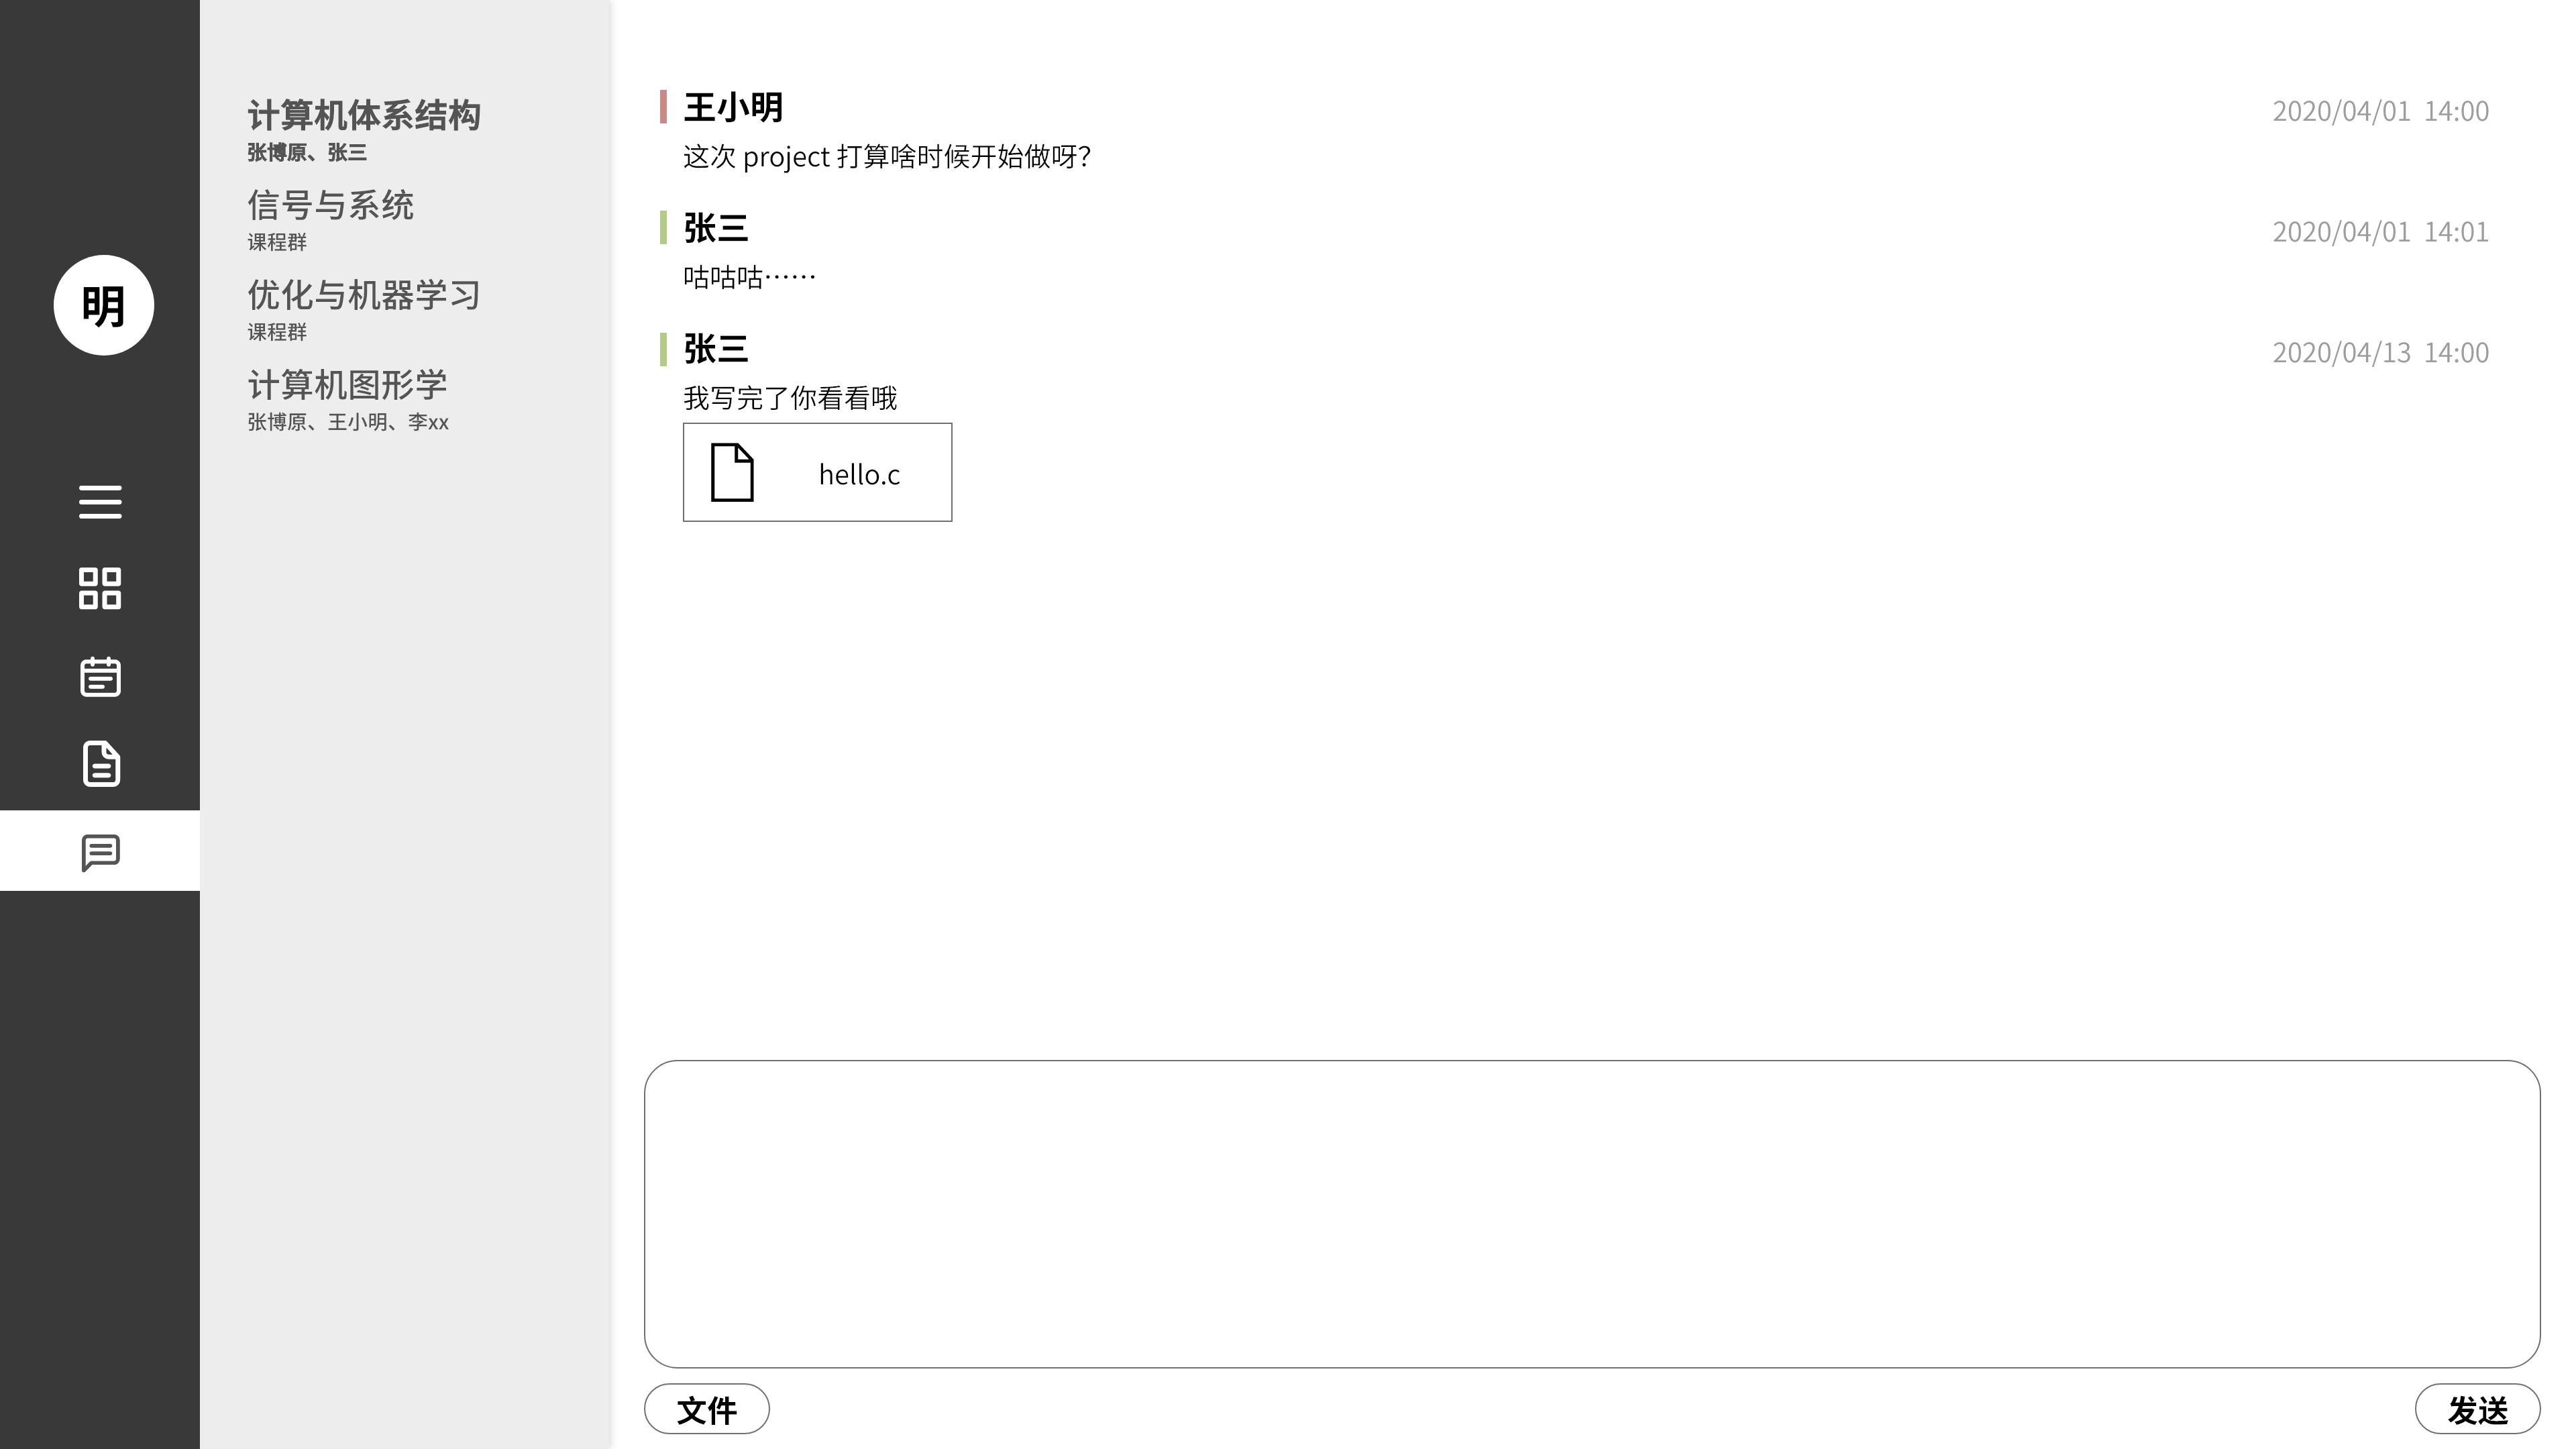 明
计算机体系结构
张博原、张三
信号与系统
课程群
优化与机器学习
课程群
计算机图形学
张博原、王小明、李xx
王小明 2020/04/01 14:00
这次 project 打算啥时候开始做呀？
张三 2020/04/01 14:01
咕咕咕……
张三 2020/04/13 14:00
我写完了你看看哦
hello.c
文件 发送